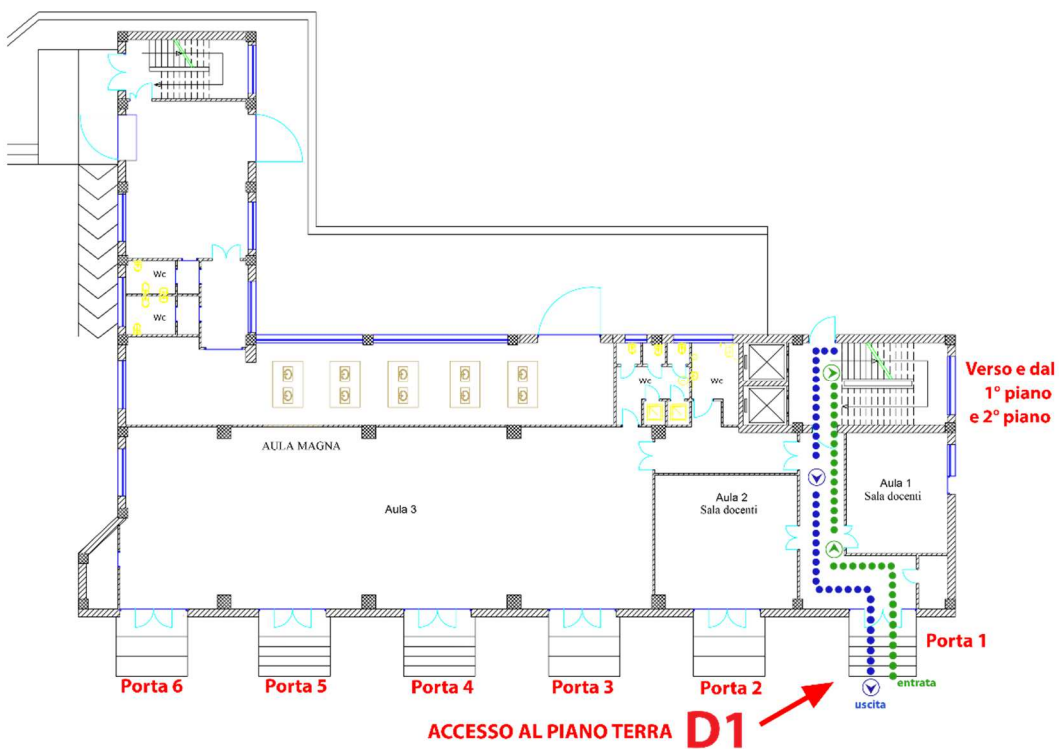 Wc
Wc
Wc
Wc
Verso e dal
1° piano
e 2° piano
AULA MAGNA
Aula 3
Aula 2
Sala docenti
Aula 1
Sala docenti
Porta 1
entrata
uscita
Porta 6
Porta 5
Porta 4
Porta 3
Porta 2
ACCESSO AL PIANO TERRA D1